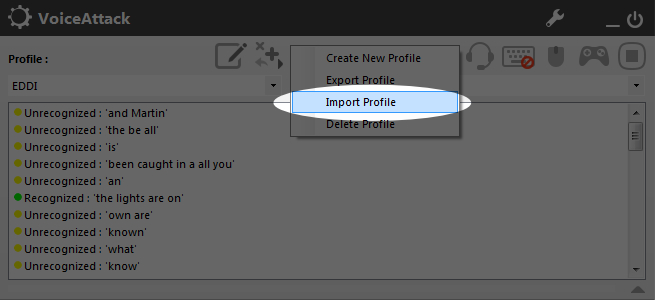 VoiceAttack
Profile :
Create New Profile
Export Profile
Import Profile
Delete Profile
EDDI
Unrecognized : 'and Martin'
Unrecognized : 'the be all'
Unrecognized : 'is'
Unrecognized : 'been caught in a all you'
Unrecognized : 'an'
Recognized : 'the lights are on'
Unrecognized : 'own are'
Unrecognized : 'known'
Unrecognized : 'what'
Unrecognized : 'know'